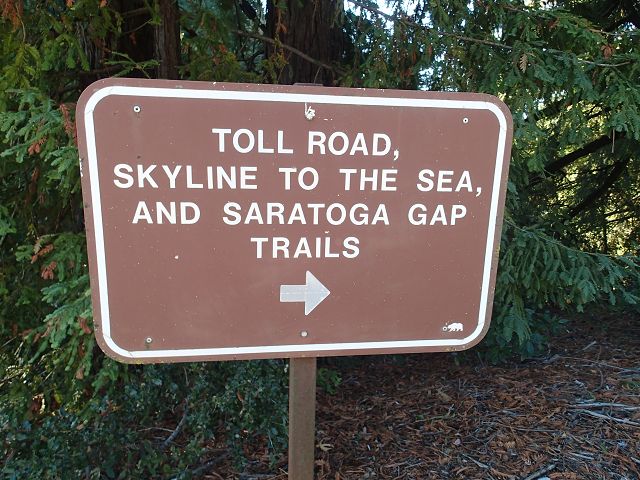 TOLL ROAD,
SKYLINE TO THE SEA,
AND SARATOGA GAP
TRAILS